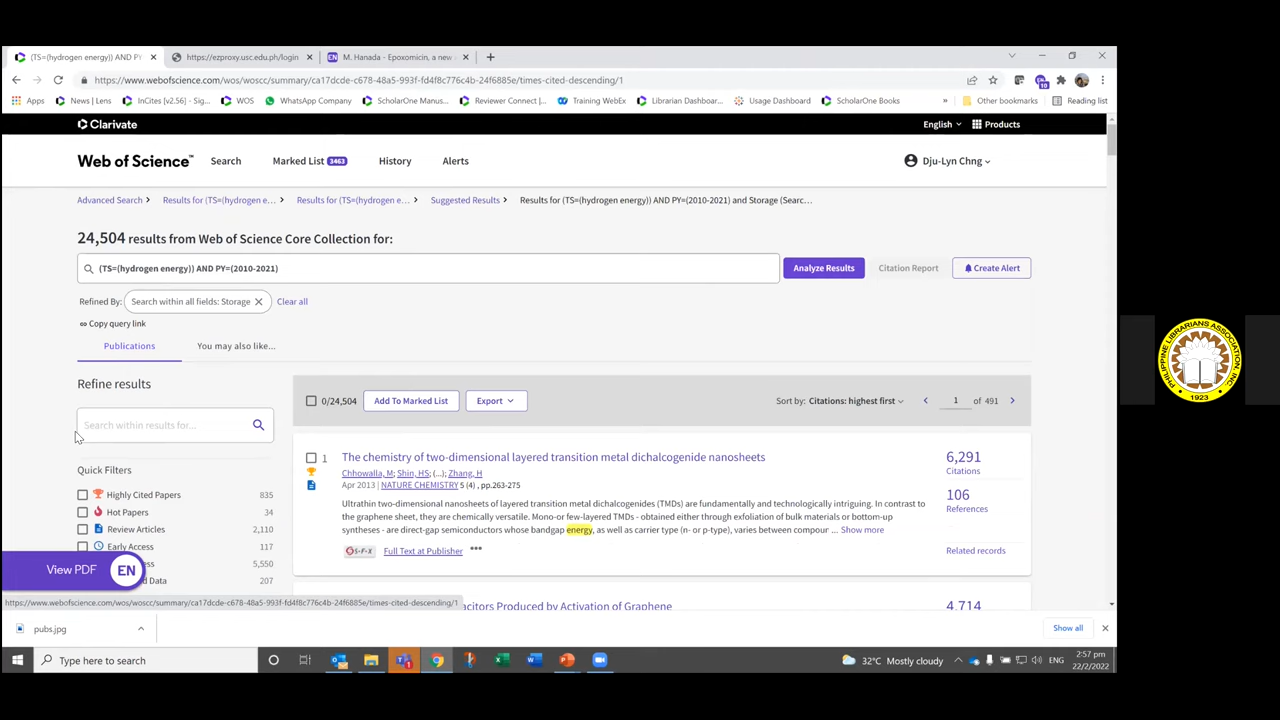 (TS=(hydrogen energy)) AND P
https://ezproxy.usc.edu.ph/login
EN M. Hanada - Epoxomicin, a new
https://www.webofscience.com/wos/woscc/summary/ca17dcde-c678-48a5-993f-fd4f8c776c4b-24f6885e/times-cited-descending/1
10
Apps
News | Lens
InCites [v2.56] - Sig...
WOS
WhatsApp Company
ScholarOne Manus...
Reviewer Connect |...
Training WebEx
Librarian Dashboar...
Usage Dashboard
ScholarOne Books
»
Other bookmarks
Reading list
Clarivate
English
Products
Web of Science™
Search
Marked List 3463
History
Alerts
Dju-Lyn Chng
Advanced Search > Results for (TS=(hydrogen e... > Results for (TS=(hydrogen e... > Suggested Results > Results for (TS=(hydrogen energy)) AND PY=(2010-2021) and Storage (Searc...
24,504 results from Web of Science Core Collection for:
(TS=(hydrogen energy)) AND PY=(2010-2021)
Analyze Results
Citation Report
Create Alert
Refined By: Search within all fields: Storage Clear all
Copy query link
Publications
You may also like...
Refine results
Search within results for...
Quick Filters
Highly Cited Papers 835
Hot Papers 34
Review Articles 2,110
Early Access 117
ess 5,550
d Data 207
View PDF EN
0/24,504
Add To Marked List
Export
Sort by: Citations: highest first
1 of 491
1 The chemistry of two-dimensional layered transition metal dichalcogenide nanosheets
Chhowalla, M; Shin, HS; (...); Zhang, H
Apr 2013 | NATURE CHEMISTRY 5 (4) , pp.263-275
Ultrathin two-dimensional nanosheets of layered transition metal dichalcogenides (TMDs) are fundamentally and technologically intriguing. In contrast to
the graphene sheet, they are chemically versatile. Mono-or few-layered TMDs - obtained either through exfoliation of bulk materials or bottom-up
syntheses - are direct-gap semiconductors whose bandgap energy, as well as carrier type (n- or p-type), varies between compour ... Show more
S-F-X Full Text at Publisher •••
6,291
Citations
106
References
Related records
acitors Produced by Activation of Graphene
4,714
https://www.webofscience.com/wos/woscc/summary/ca17dcde-c678-48a5-993f-fd4f8c776c4b-24f6885e/times-cited-descending/1
pubs.jpg
Show all
Type here to search
32°C Mostly cloudy
ENG
2:57 pm
22/2/2022
PHILIPPINE LIBRARIANS ASSOCIATION, INC.
1923